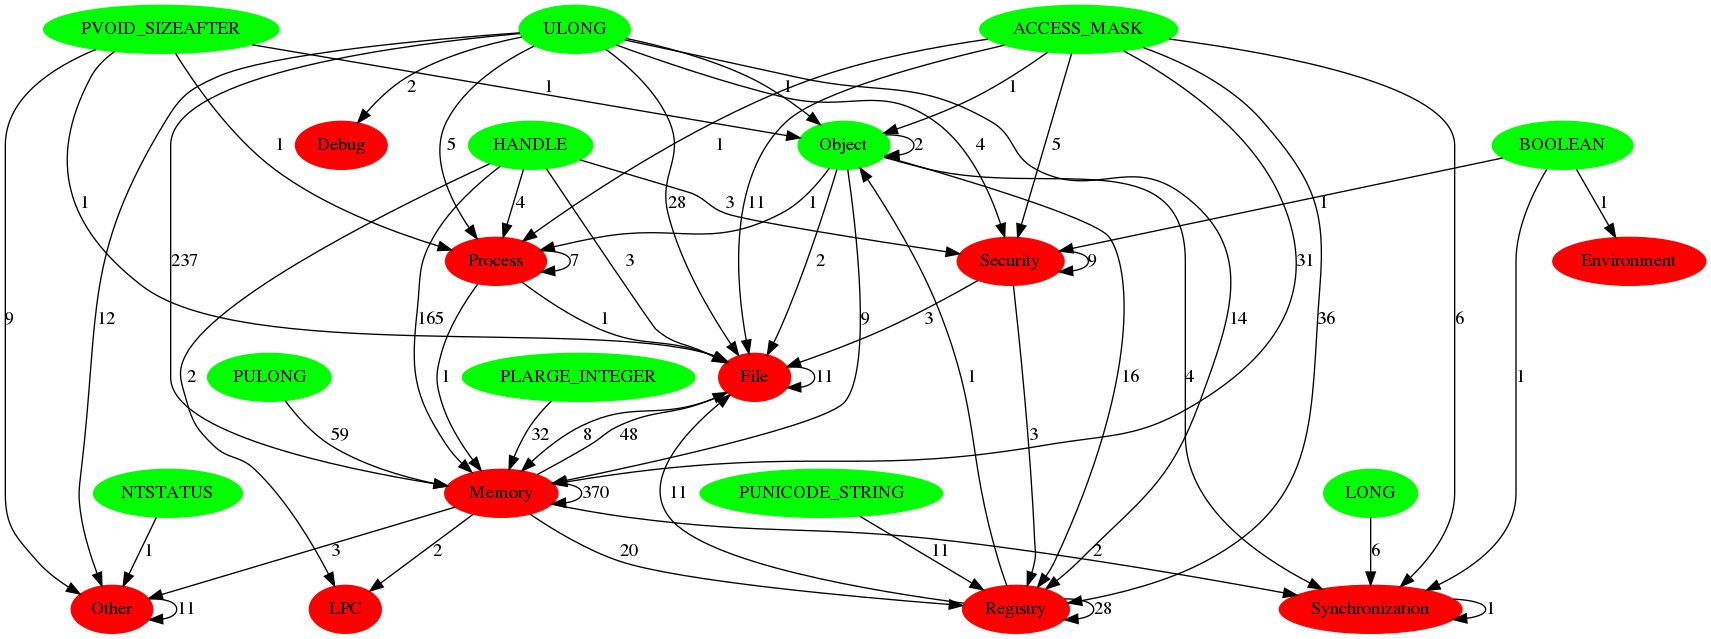 PVOID_SIZEAFTER ULONG ACCESS_MASK
2 1 1 1
Debug HANDLE Object BOOLEAN
1 5 1 2 4 5
1 4 28 11 3 1 1 1
Process 7 Security 9 Environment
9 12 237 165 3 2 9 31 14 36 6
1 3 16 4 1
2 PULONG 1 PLARGE_INTEGER File 11 1
59 32 8 48 3
NTSTATUS Memory 370 11 PUNICODE_STRING LONG
1 3 2 20 11 2 6
Other 11 LPC Registry 28 Synchronization 1